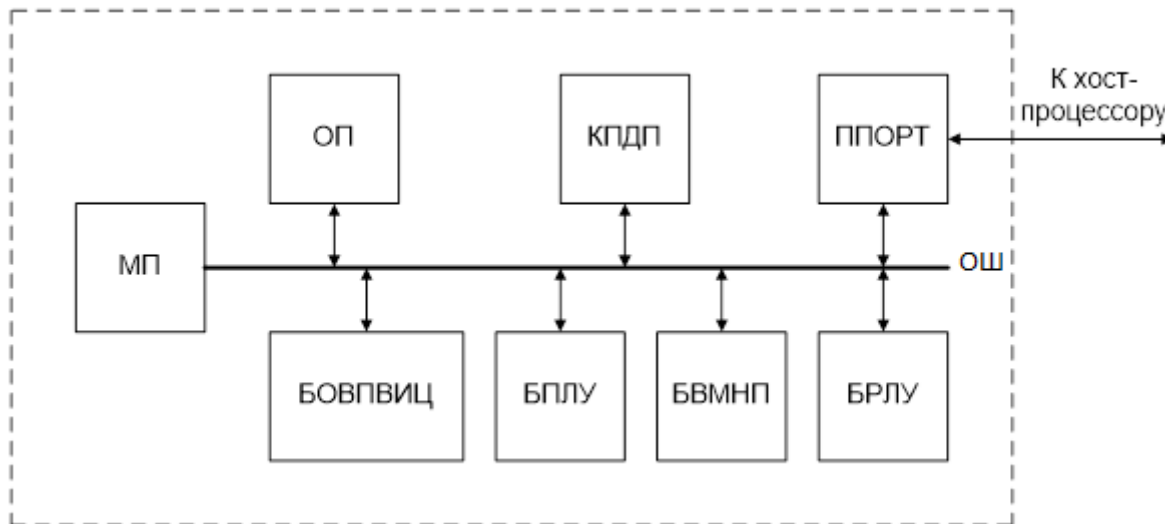 К хост-
процессору
ОП
КПДП
ППОРТ
МП
ОШ
БОВПВИЦ
БПЛУ
БВМНП
БРЛУ